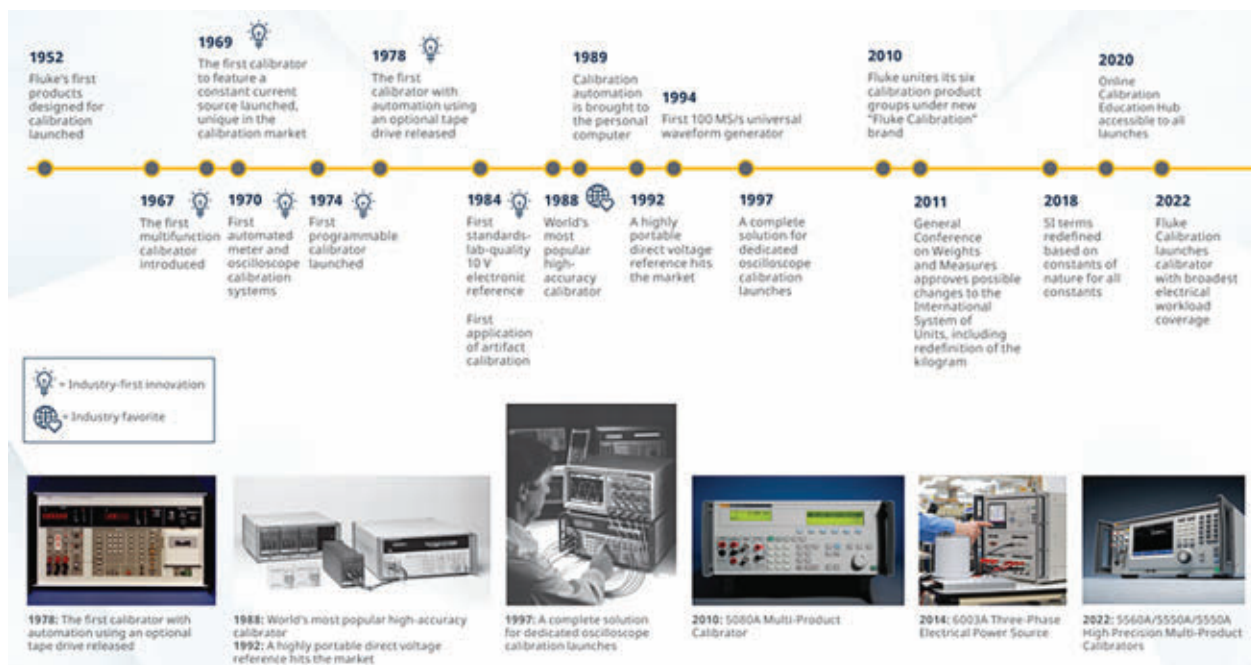 1952
Fluke's first
products
designed for
calibration
launched
1969
The first calibrator
to feature a
constant current
source launched,
unique in the
calibration market
1978
The first
calibrator with
automation using
an optional tape
drive released
1989
Calibration
automation
is brought to
the personal
computer
1994
First 100 MS/s universal
waveform generator
2010
Fluke unites its six
calibration product
groups under new
"Fluke Calibration"
brand
2020
Online
Calibration
Education Hub
accessible to all
launches
1967
The first
multifunction
calibrator
introduced
1970
First
automated
meter and
oscilloscope
calibration
systems
1974
First
programmable
calibrator
launched
1984
First
standards-
lab-quality
10 V
electronic
reference
First
application
of artifact
calibration
1988
World's
most
popular
high-
accuracy
calibrator
1992
A highly
portable
direct voltage
reference hits
the market
1997
A complete
solution for
dedicated
oscilloscope
calibration
launches
2011
General
Conference
on Weights
and Measures
approves possible
changes to the
International
System of
Units, including
redefinition of the
kilogram
2018
SI terms
redefined
based on
constants of
nature for all
constants
2022
Fluke
Calibration
launches
calibrator
with broadest
electrical
workload
coverage
= Industry-first innovation
= Industry favorite
1978: The first calibrator with
automation using an optional
tape drive released
1988: World's most popular high-accuracy
calibrator
1992: A highly portable direct voltage
reference hits the market
1997: A complete solution
for dedicated oscilloscope
calibration launches
2010: 5080A Multi-Product
Calibrator
2014: 6003A Three-Phase
Electrical Power Source
2022: 5560A/5550A/5550A
High Precision Multi-Product
Calibrators